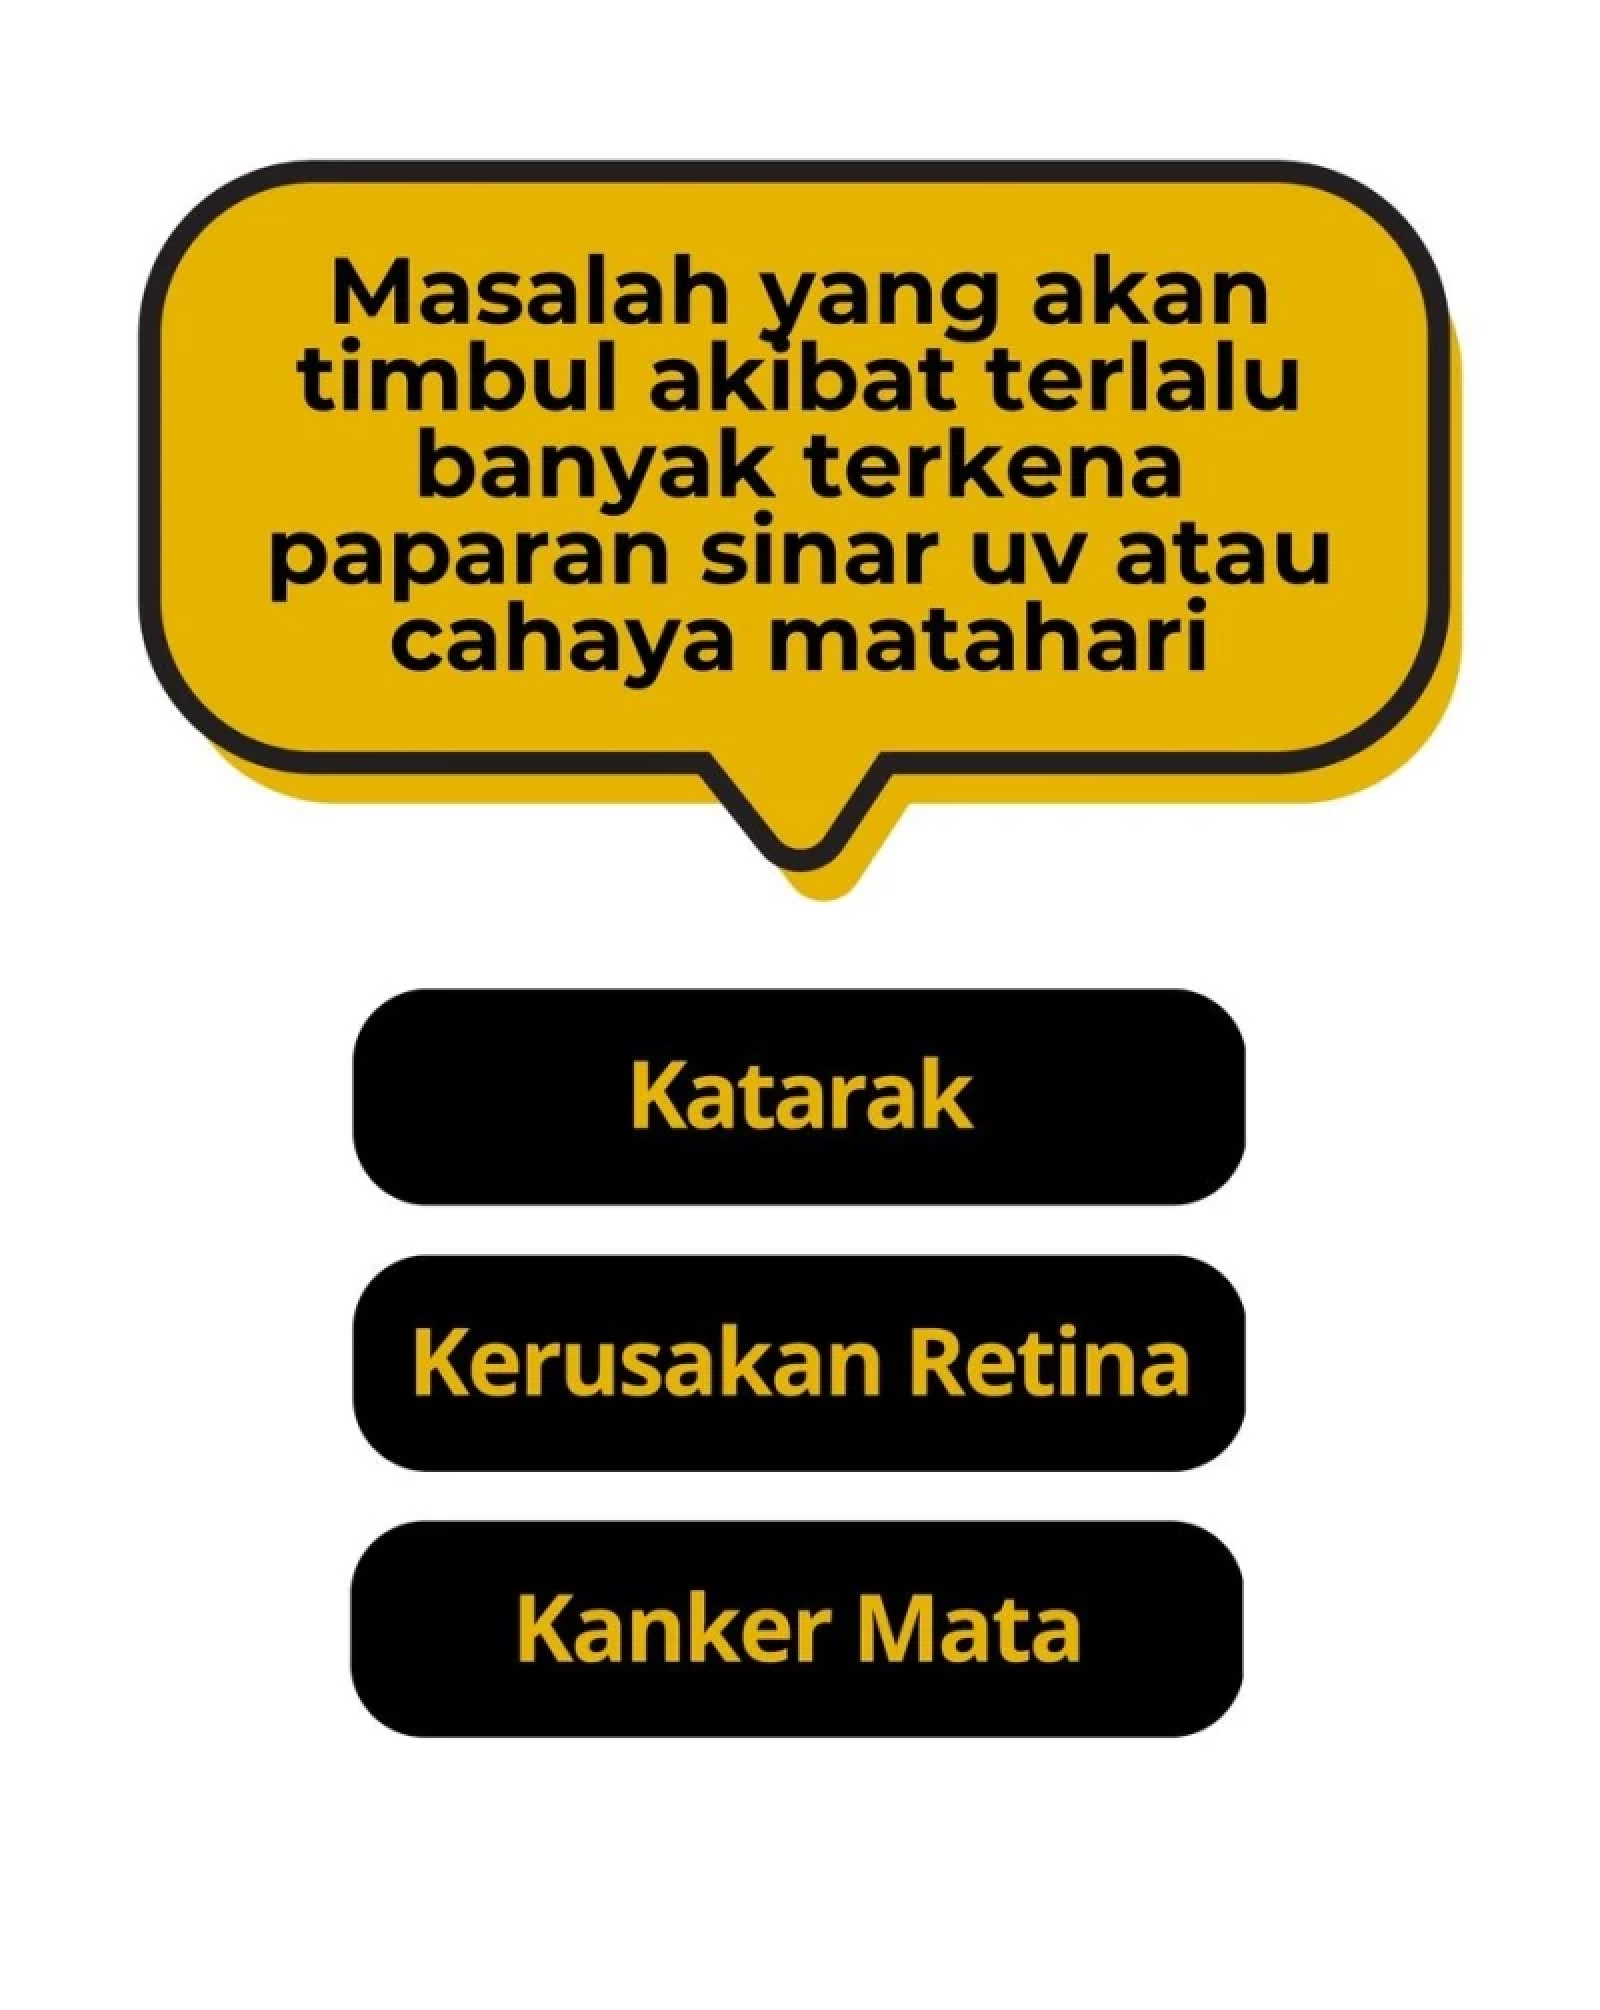 Masalah yang akan
timbul akibat terlalu
banyak terkena
paparan sinar uv atau
cahaya matahari
Katarak
Kerusakan Retina
Kanker Mata